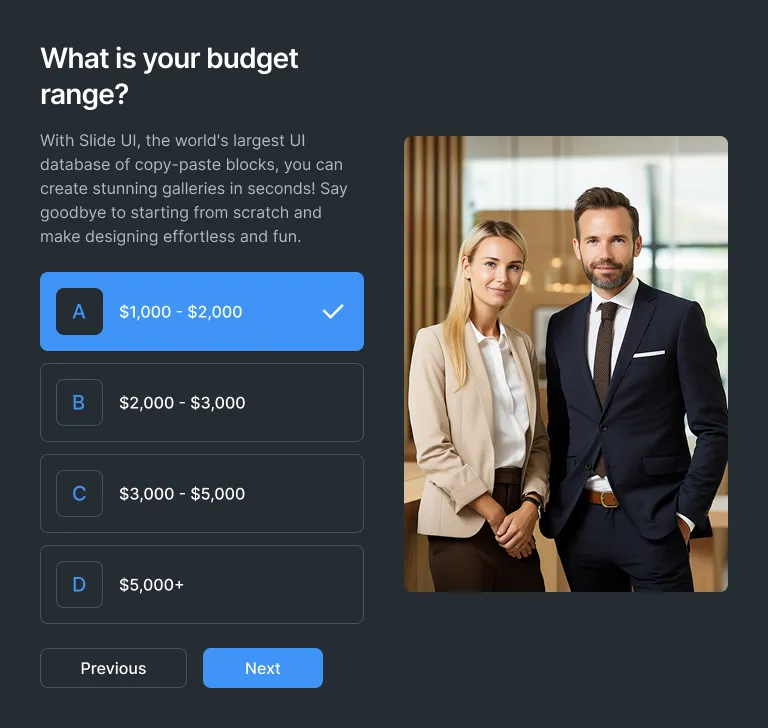 What is your budget
range?
With Slide UI, the world's largest UI
database of copy-paste blocks, you can
create stunning galleries in seconds! Say
goodbye to starting from scratch and
make designing effortless and fun.
A $1,000 - $2,000
B $2,000 - $3,000
C $3,000 - $5,000
D $5,000+
Previous Next